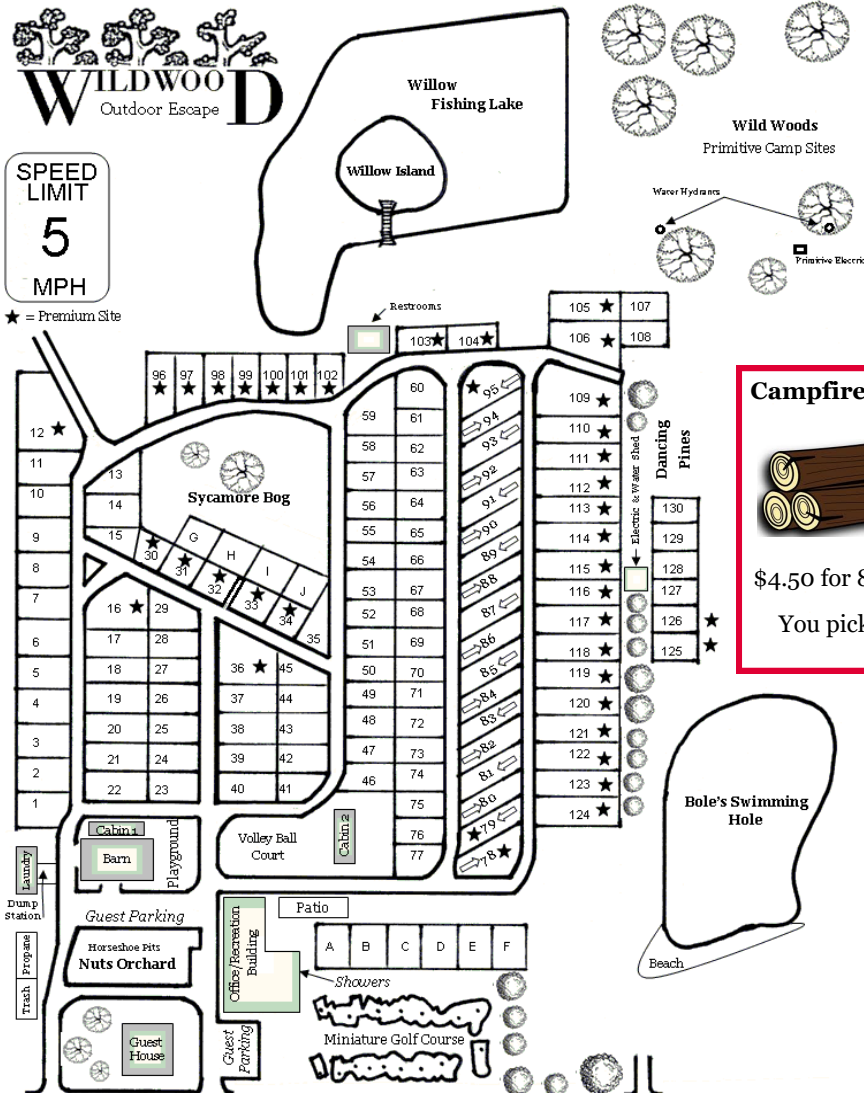 WILDWOOD
Outdoor Escape
SPEED
LIMIT
5
MPH
★ = Premium Site
Willow
Fishing Lake
Willow Island
Wild Woods
Primitive Camp Sites
Water Hydrants
Primitive Electric
Restrooms
103 104
105 107
106 108
96 97 98 99 100 101 102
12
11
10
9
8
7
6
5
4
3
2
1
13
14
15
Sycamore Bog
G H I J
30 31 32 33 34 35
16 29
17 28
18 27
19 26
20 25
21 24
22 23
36 45
37 44
38 43
39 42
40 41
60
59 61
58 62
57 63
56 64
55 65
54 66
53 67
52 68
51 69
50 70
49 71
48 72
47 73
46 74
75
76
77
95
94
93
92
91
90
89
88
87
86
85
84
83
82
81
80
79
78
109
110
111
112
113
114
115
116
117
118
119
120
121
122
123
124
Electric & Water Shed
Dancing
Pines
130
129
128
127
126
125
Campfire
$4.50 for 8
You pick
Bole's Swimming
Hole
Beach
Cabin 1
Barn
Playground
Volley Ball
Court
Cabin 2
Laundry
Dump
Station
Guest Parking
Horseshoe Pits
Nuts Orchard
Propane
Trash
Guest
House
Office/Recreation
Building
Patio
A B C D E F
Showers
Guest
Parking
Miniature Golf Course